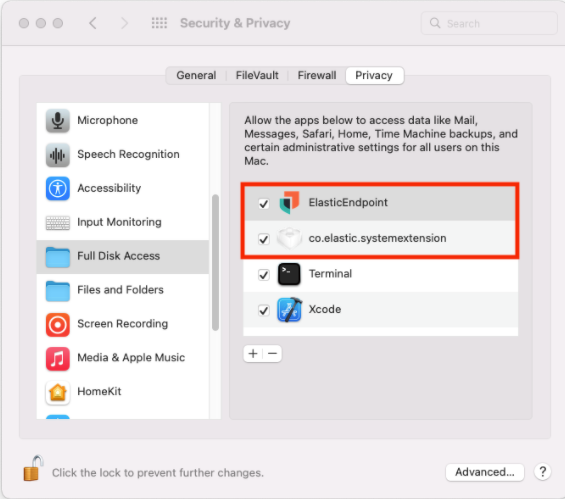 Security & Privacy
Search
General
FileVault
Firewall
Privacy
Microphone
Speech Recognition
Accessibility
Input Monitoring
Full Disk Access
Files and Folders
Screen Recording
Media & Apple Music
HomeKit
Allow the apps below to access data like Mail,
Messages, Safari, Home, Time Machine backups, and
certain administrative settings for all users on this
Mac.
ElasticEndpoint
co.elastic.systemextension
Terminal
Xcode
+ −
Click the lock to prevent further changes.
Advanced...
?